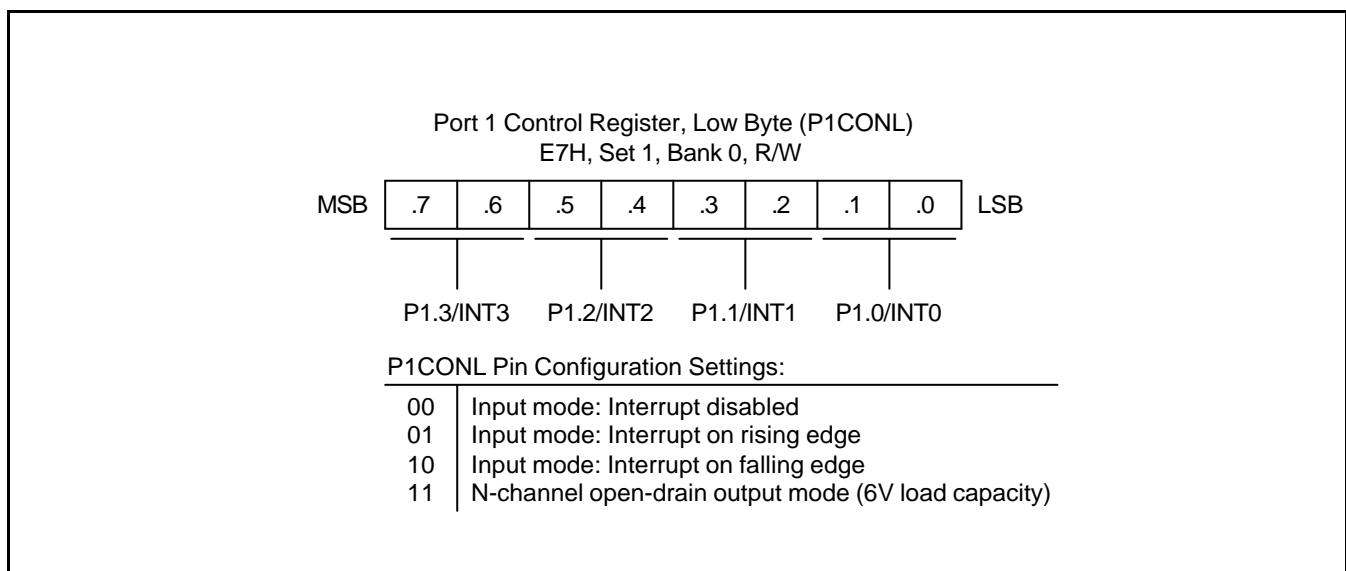 Port 1 Control Register, Low Byte (P1CONL)
E7H, Set 1, Bank 0, R/W
MSB .7 .6 .5 .4 .3 .2 .1 .0 LSB
P1.3/INT3 P1.2/INT2 P1.1/INT1 P1.0/INT0
P1CONL Pin Configuration Settings:
00 Input mode: Interrupt disabled
01 Input mode: Interrupt on rising edge
10 Input mode: Interrupt on falling edge
11 N-channel open-drain output mode (6V load capacity)